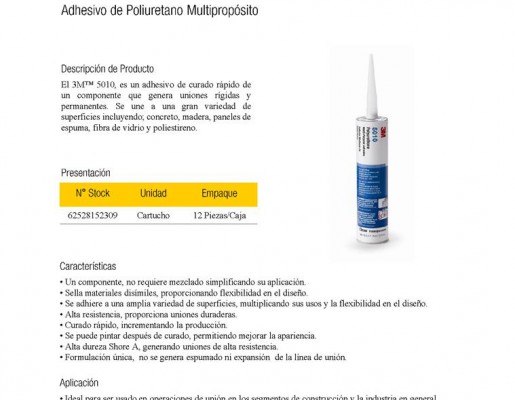 Adhesivo de Poliuretano Multipropósito
Descripción de Producto
El 3M™ 5010, es un adhesivo de curado rápido de
un componente que genera uniones rígidas y
permanentes. Se une a una gran variedad de
superficies incluyendo; concreto, madera, paneles de
espuma, fibra de vidrio y poliestireno.
Presentación
N° Stock Unidad Empaque
62528152309 Cartucho 12 Piezas/Caja
3M
5010
Características
• Un componente, no requiere mezclado simplificando su aplicación.
• Sella materiales disímiles, proporcionando flexibilidad en el diseño.
• Se adhiere a una amplia variedad de superficies, multiplicando sus usos y la flexibilidad en el diseño.
• Alta resistencia, proporciona uniones duraderas.
• Curado rápido, incrementando la producción.
• Se puede pintar después de curado, permitiendo mejorar la apariencia.
• Alta dureza Shore A, generando uniones de alta resistencia.
• Formulación única, no se genera espumado ni expansión de la línea de unión.
Aplicación
• Ideal para ser usado en operaciones de unión en los segmentos de construcción y la industria en general